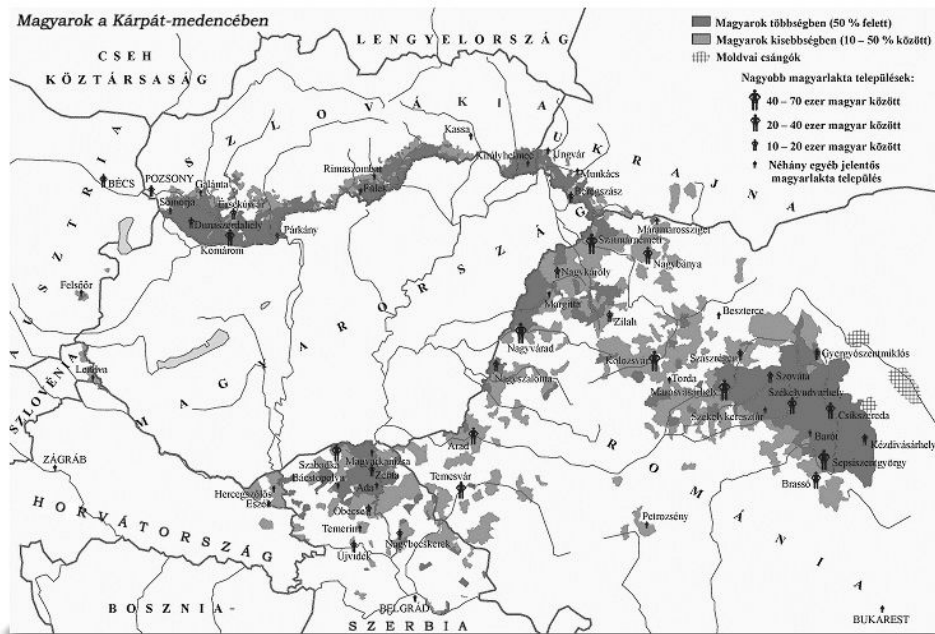 Magyarok a Kárpát-medencében
Magyarok többségben (50 % felett)
Magyarok kisebbségben (10 – 50 % között)
Moldvai csángók
Nagyobb magyarlakta települések:
40 – 70 ezer magyar között
20 – 40 ezer magyar között
10 – 20 ezer magyar között
Néhány egyéb jelentős
magyarlakta település
LENGYELORSZÁG
CSEH
KÖZTÁRSASÁG
SZLOVÁKIA
UKRAJNA
AUSZTRIA
MAGYARORSZÁG
SZLOVÉNIA
HORVÁTORSZÁG
BOSZNIA-
SZERBIA
ROMÁNIA
Kassa
Királyhelmec
Ungvár
Munkács
Beregszász
Rimaszombat
Fülek
BÉCS
POZSONY
Galánta
Somorja
Érsekújvár
Dunaszerdahely
Komárom
Párkány
Felsőőr
Lendva
ZÁGRÁB
Máramarossziget
Szatmárnémeti
Nagybánya
Nagykároly
Margitta
Zilah
Beszterce
Nagyvárad
Kolozsvár
Szászrégen
Gyergyószentmiklós
Nagyszalonta
Torda
Szováta
Marosvásárhely
Székelyudvarhely
Székelykeresztúr
Csíkszereda
Barót
Kézdivásárhely
Sepsiszentgyörgy
Brassó
Arad
Temesvár
Petrozsény
Szabadka
Magyarkanizsa
Bácstopolya
Zenta
Ada
Hercegszőlős
Eszék
Óbecse
Temerin
Nagybecskerek
Újvidék
BELGRÁD
BUKAREST